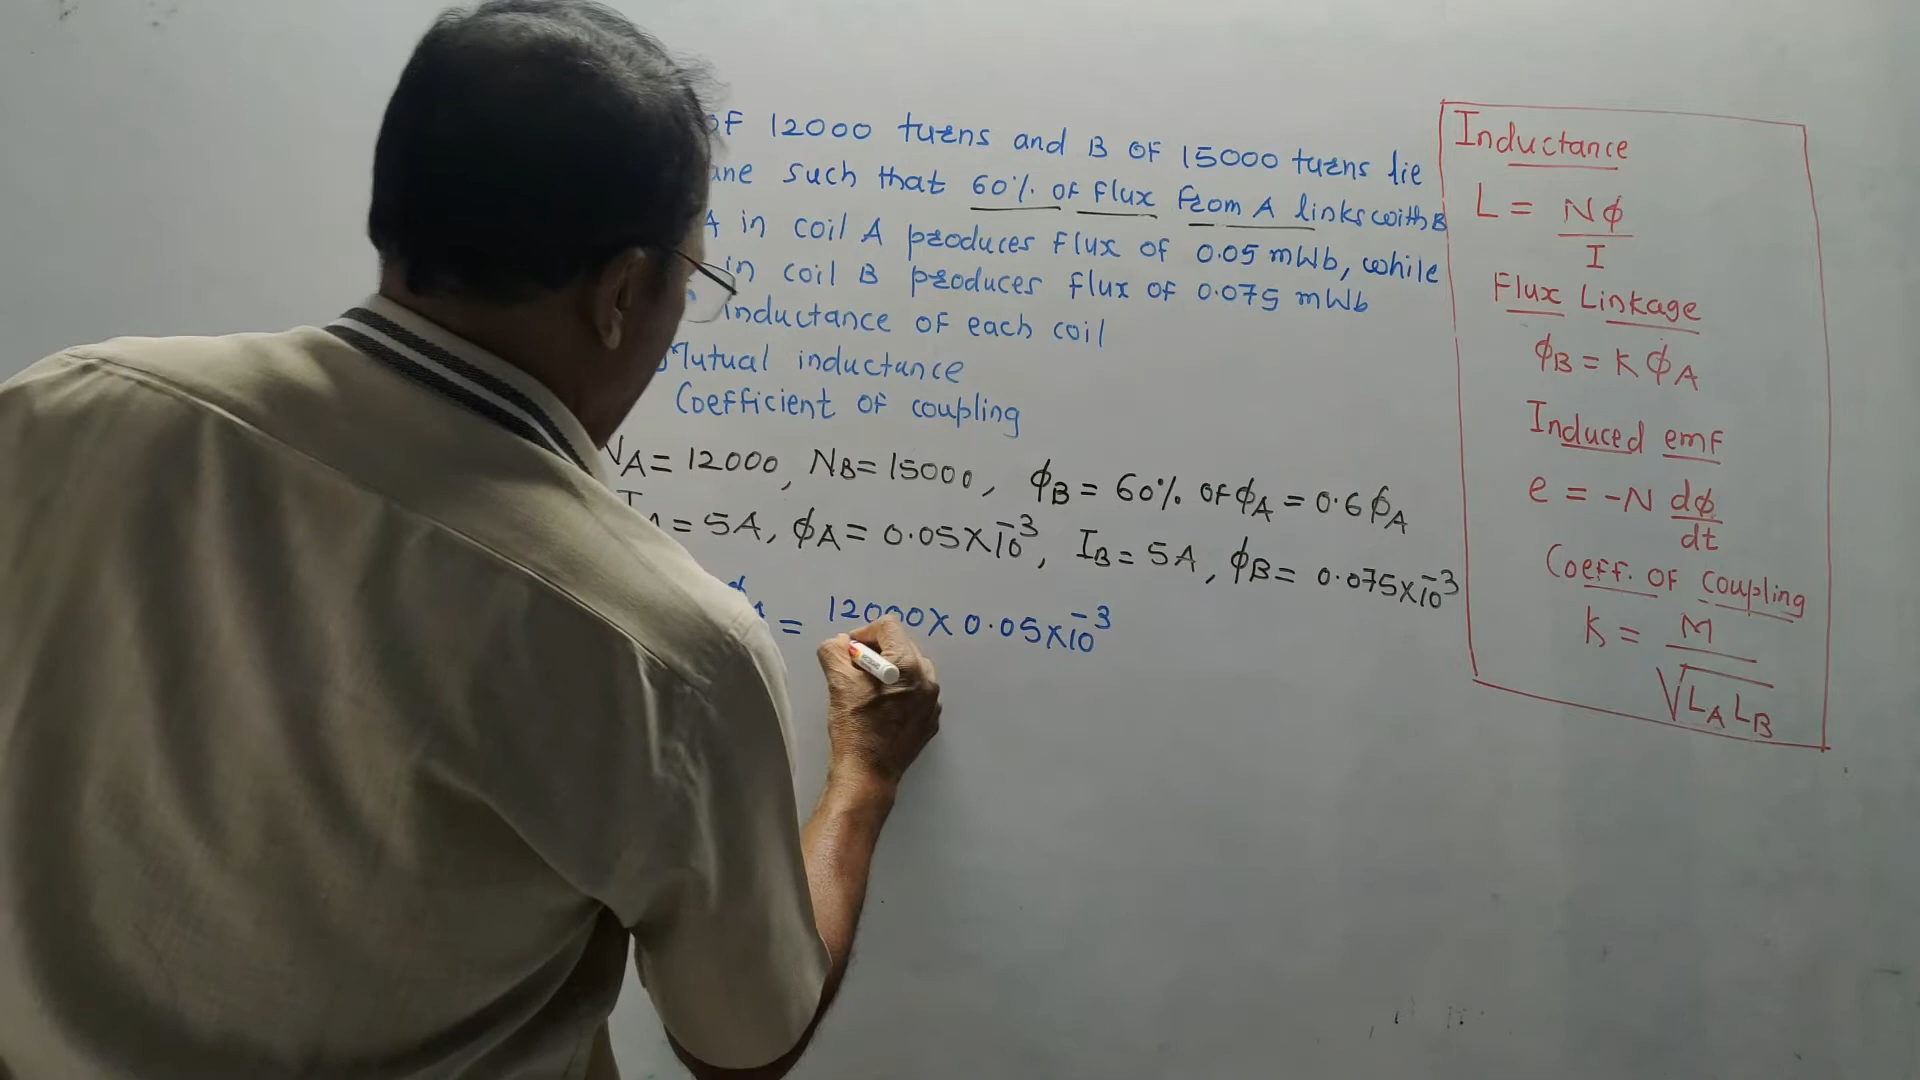 OF 12000 turns and B OF 15000 turns lie
such that 60% OF Flux From A links with B
A in coil A produces Flux of 0.05 mWb, while
in coil B produces flux of 0.075 mWb
inductance of each coil
Mutual inductance
Coefficient OF coupling
NA = 12000, NB = 15000, ϕB = 60% OF ϕA = 0.6 ϕA
= 5A, ϕA = 0.05×10⁻³, IB = 5A, ϕB = 0.075×10⁻³
= 12000 × 0.05×10⁻³
Inductance
L = Nϕ
I
Flux Linkage
ϕB = K ϕA
Induced emf
e = -N dϕ
dt
Coeff. OF coupling
K = M
√LA LB